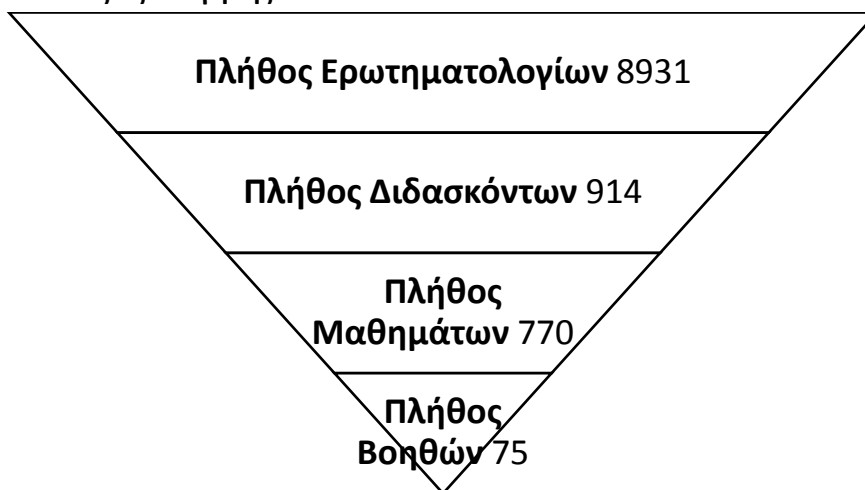 Πλήθος Ερωτηματολογίων 8931
Πλήθος Διδασκόντων 914
Πλήθος
Μαθημάτων 770
Πλήθος
Βοηθών 75